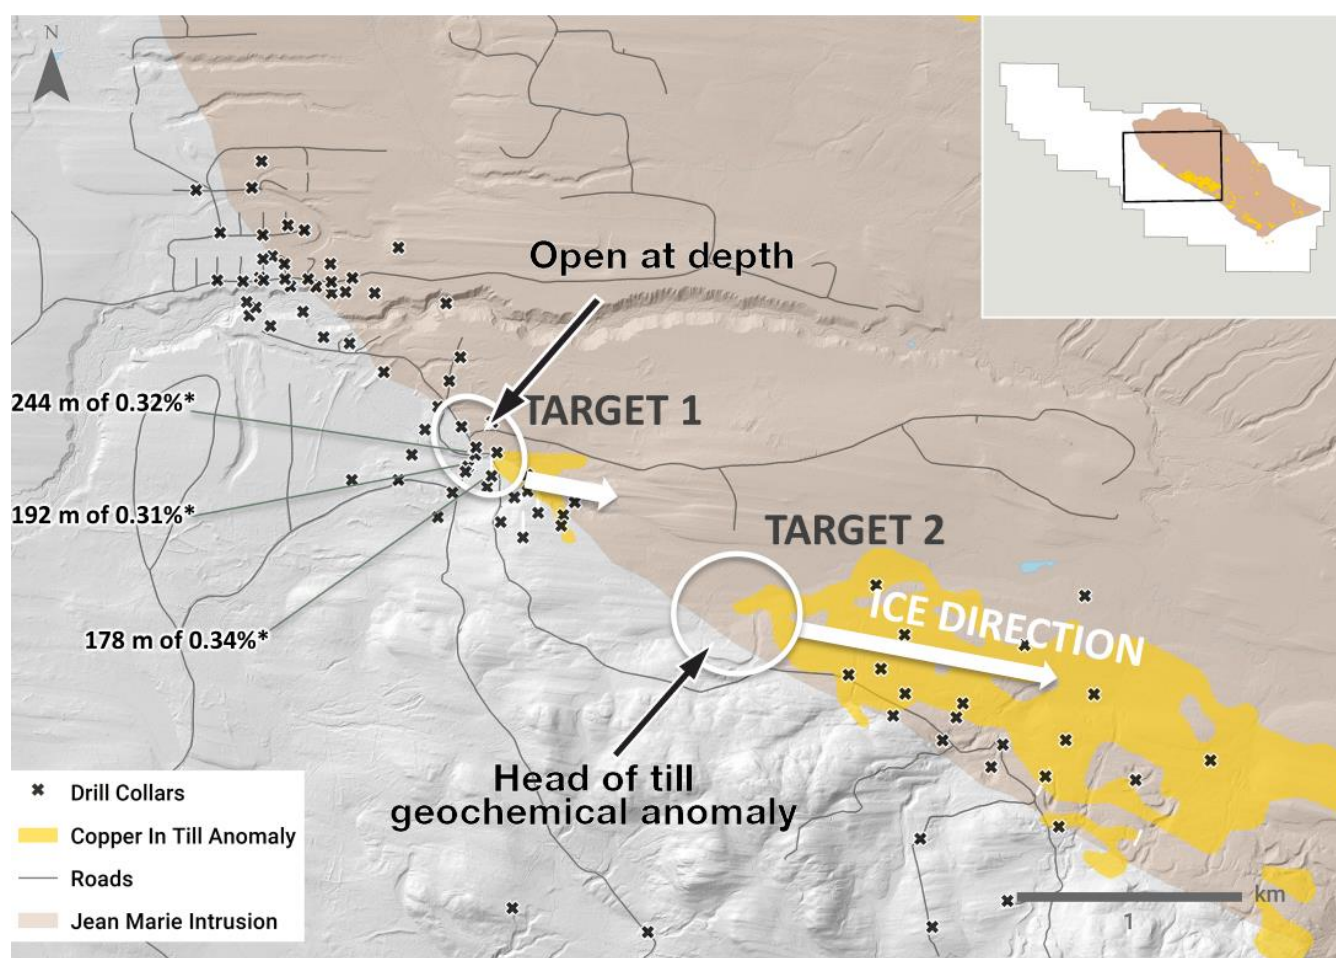 N
Open at depth
TARGET 1
244 m of 0.32%*
192 m of 0.31%*
178 m of 0.34%*
TARGET 2
ICE DIRECTION
Head of till
geochemical anomaly
Drill Collars
Copper In Till Anomaly
Roads
Jean Marie Intrusion
km
1